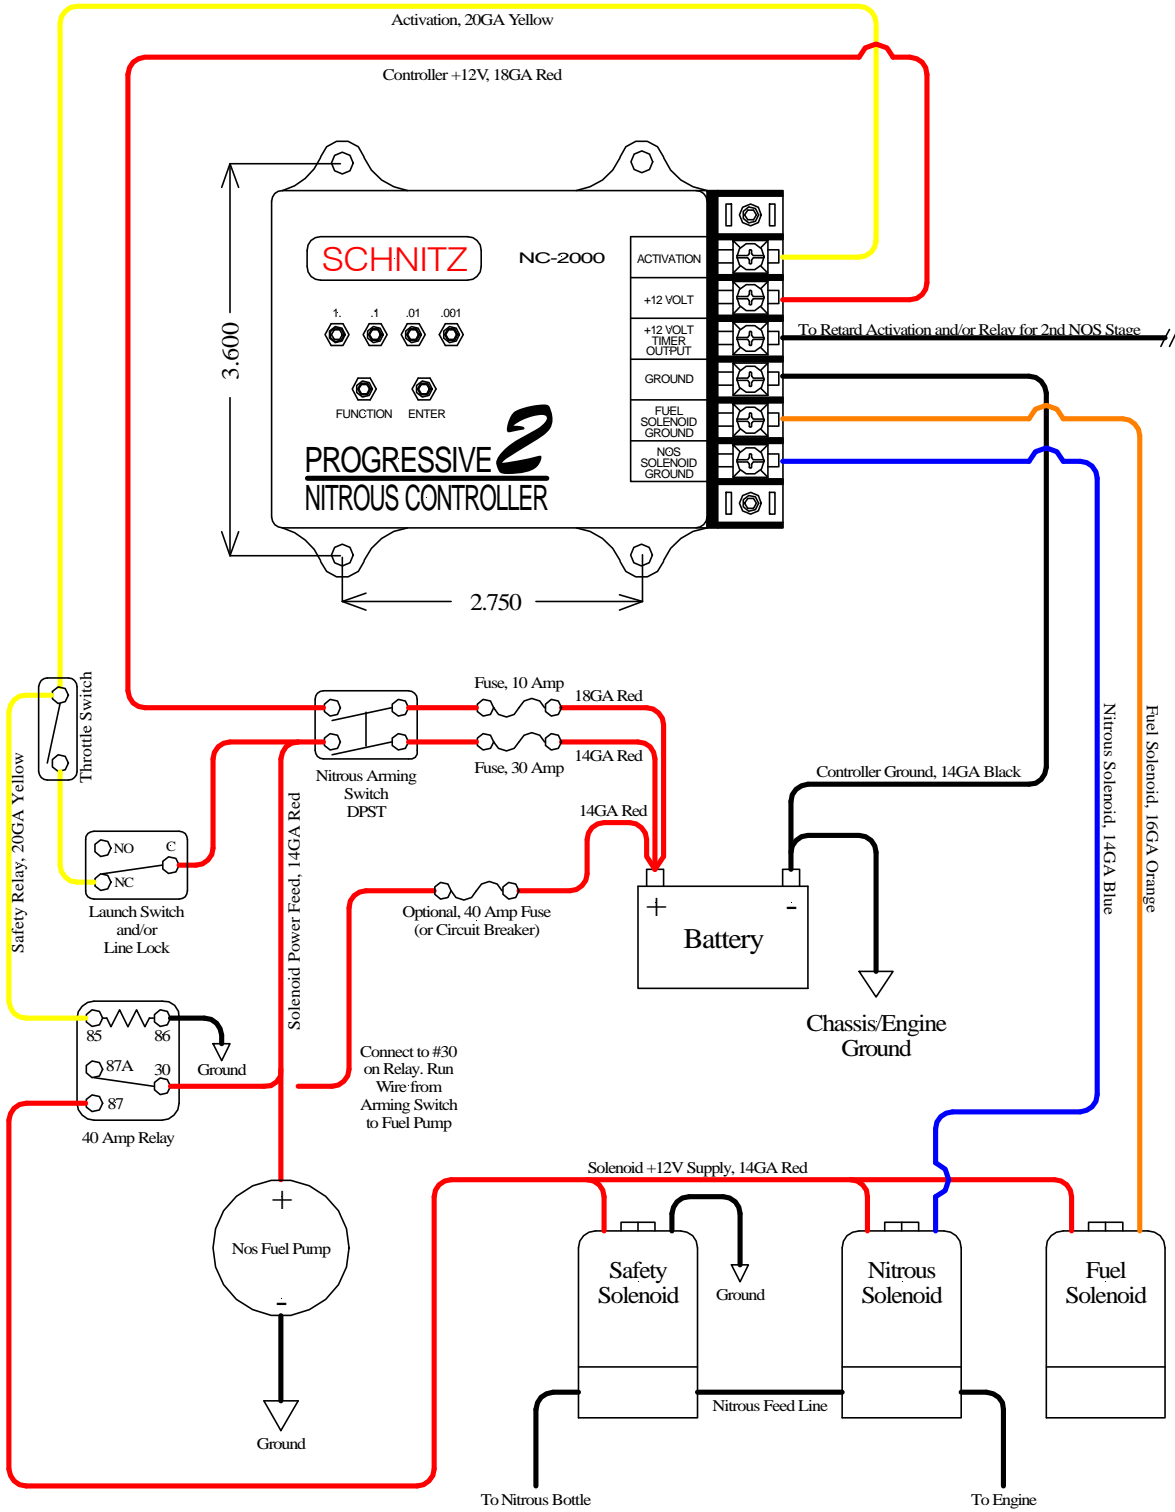 Activation, 20GA Yellow
Controller +12V, 18GA Red
SCHNITZ
NC-2000
1.
.1
.01
.001
FUNCTION
ENTER
PROGRESSIVE 2
NITROUS CONTROLLER
ACTIVATION
+12 VOLT
+12 VOLT
TIMER
OUTPUT
GROUND
FUEL
SOLENOID
GROUND
NOS
SOLENOID
GROUND
To Retard Activation and/or Relay for 2nd NOS Stage
3.600
2.750
Throttle Switch
Safety Relay, 20GA Yellow
Fuse, 10 Amp
18GA Red
Fuse, 30 Amp
14GA Red
Nitrous Arming
Switch
DPST
14GA Red
Controller Ground, 14GA Black
Nitrous Solenoid, 14GA Blue
Fuel Solenoid, 16GA Orange
NO
C
NC
Launch Switch
and/or
Line Lock
Solenoid Power Feed, 14GA Red
Optional, 40 Amp Fuse
(or Circuit Breaker)
+
-
Battery
Chassis/Engine
Ground
85
86
87A
30
87
Ground
40 Amp Relay
Connect to #30
on Relay. Run
Wire from
Arming Switch
to Fuel Pump
Solenoid +12V Supply, 14GA Red
+
Nos Fuel Pump
-
Ground
Safety
Solenoid
Ground
Nitrous
Solenoid
Fuel
Solenoid
Nitrous Feed Line
To Nitrous Bottle
To Engine